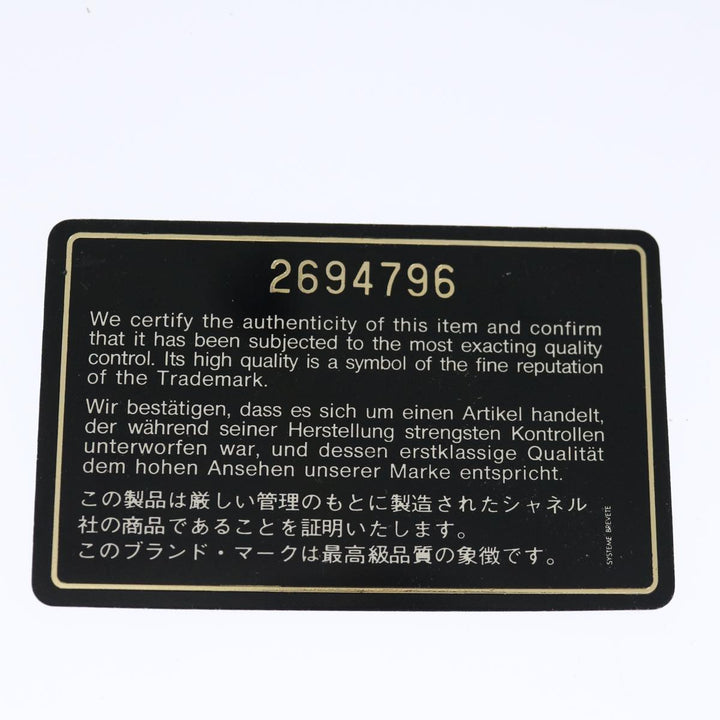 2694796
We certify the authenticity of this item and confirm
that it has been subjected to the most exacting quality
control. Its high quality is a symbol of the fine reputation
of the Trademark.
Wir bestätigen, dass es sich um einen Artikel handelt,
der während seiner Herstellung strengsten Kontrollen
unterworfen war, und dessen erstklassige Qualität
dem hohen Ansehen unserer Marke entspricht.
この製品は厳しい管理のもとに製造されたシャネル
社の商品であることを証明いたします。
このブランド・マークは最高級品質の象徴です。
SYSTEME BREVETE